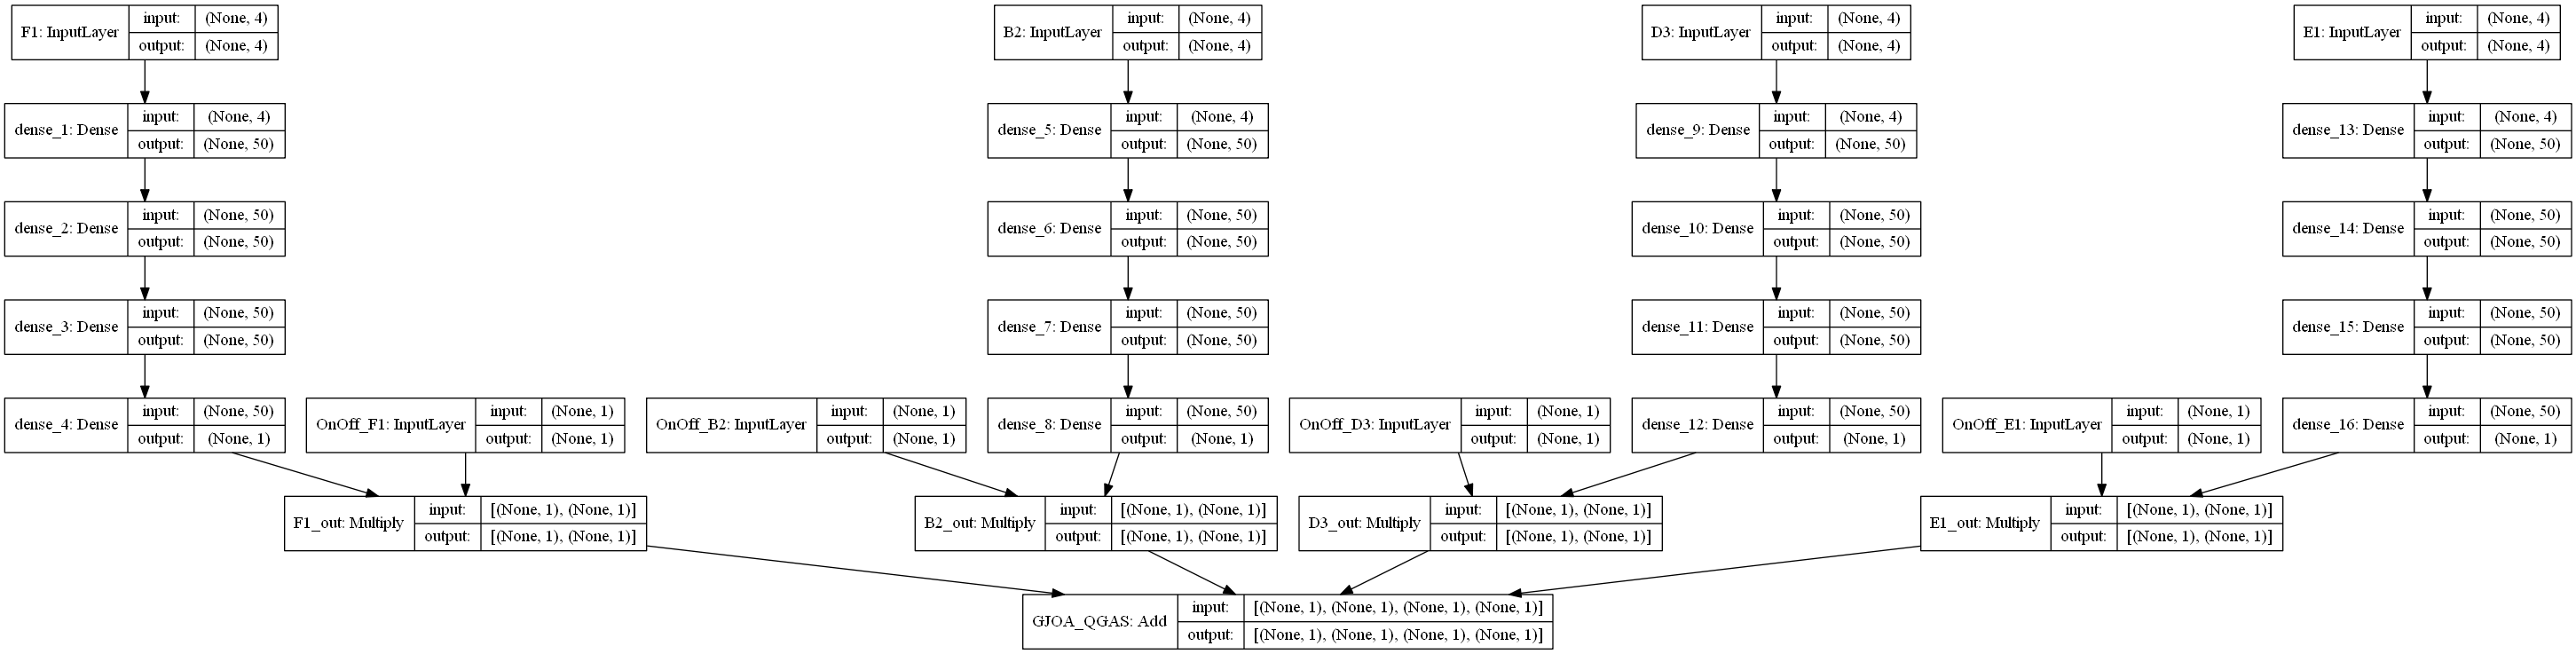 F1: InputLayer input: (None, 4)
output: (None, 4)
B2: InputLayer input: (None, 4)
output: (None, 4)
D3: InputLayer input: (None, 4)
output: (None, 4)
E1: InputLayer input: (None, 4)
output: (None, 4)
dense_1: Dense input: (None, 4)
output: (None, 50)
dense_5: Dense input: (None, 4)
output: (None, 50)
dense_9: Dense input: (None, 4)
output: (None, 50)
dense_13: Dense input: (None, 4)
output: (None, 50)
dense_2: Dense input: (None, 50)
output: (None, 50)
dense_6: Dense input: (None, 50)
output: (None, 50)
dense_10: Dense input: (None, 50)
output: (None, 50)
dense_14: Dense input: (None, 50)
output: (None, 50)
dense_3: Dense input: (None, 50)
output: (None, 50)
dense_7: Dense input: (None, 50)
output: (None, 50)
dense_11: Dense input: (None, 50)
output: (None, 50)
dense_15: Dense input: (None, 50)
output: (None, 50)
dense_4: Dense input: (None, 50)
output: (None, 1)
OnOff_F1: InputLayer input: (None, 1)
output: (None, 1)
OnOff_B2: InputLayer input: (None, 1)
output: (None, 1)
dense_8: Dense input: (None, 50)
output: (None, 1)
OnOff_D3: InputLayer input: (None, 1)
output: (None, 1)
dense_12: Dense input: (None, 50)
output: (None, 1)
OnOff_E1: InputLayer input: (None, 1)
output: (None, 1)
dense_16: Dense input: (None, 50)
output: (None, 1)
F1_out: Multiply input: [(None, 1), (None, 1)]
output: [(None, 1), (None, 1)]
B2_out: Multiply input: [(None, 1), (None, 1)]
output: [(None, 1), (None, 1)]
D3_out: Multiply input: [(None, 1), (None, 1)]
output: [(None, 1), (None, 1)]
E1_out: Multiply input: [(None, 1), (None, 1)]
output: [(None, 1), (None, 1)]
GJOA_QGAS: Add input: [(None, 1), (None, 1), (None, 1), (None, 1)]
output: [(None, 1), (None, 1), (None, 1), (None, 1)]